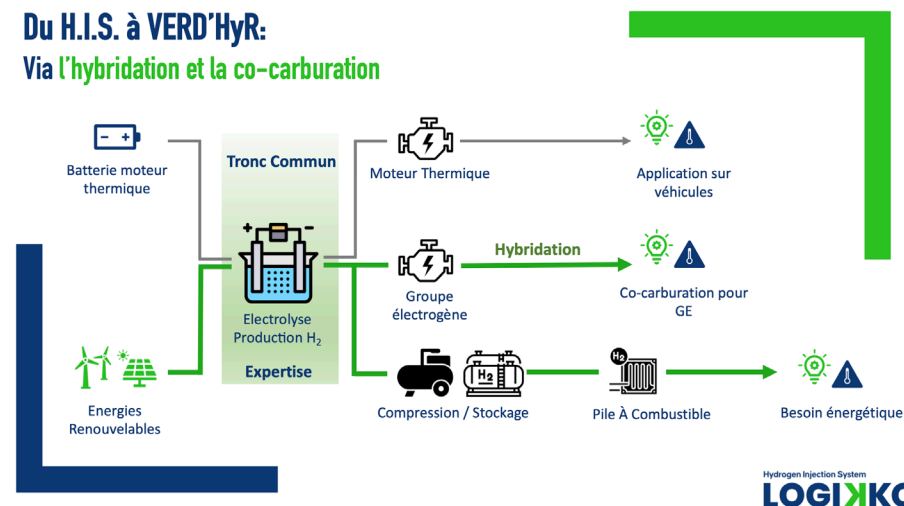 Du H.I.S. à VERD'HyR:
Via l'hybridation et la co-carburation
Batterie moteur
thermique
Tronc Commun
Moteur Thermique
Application sur
véhicules
Electrolyse
Production H₂
Expertise
Hybridation
Groupe
électrogène
Co-carburation pour
GE
Energies
Renouvelables
H₂
Compression / Stockage
H₂
Pile À Combustible
Besoin énergétique
Hydrogen Injection System
LOGIKKO